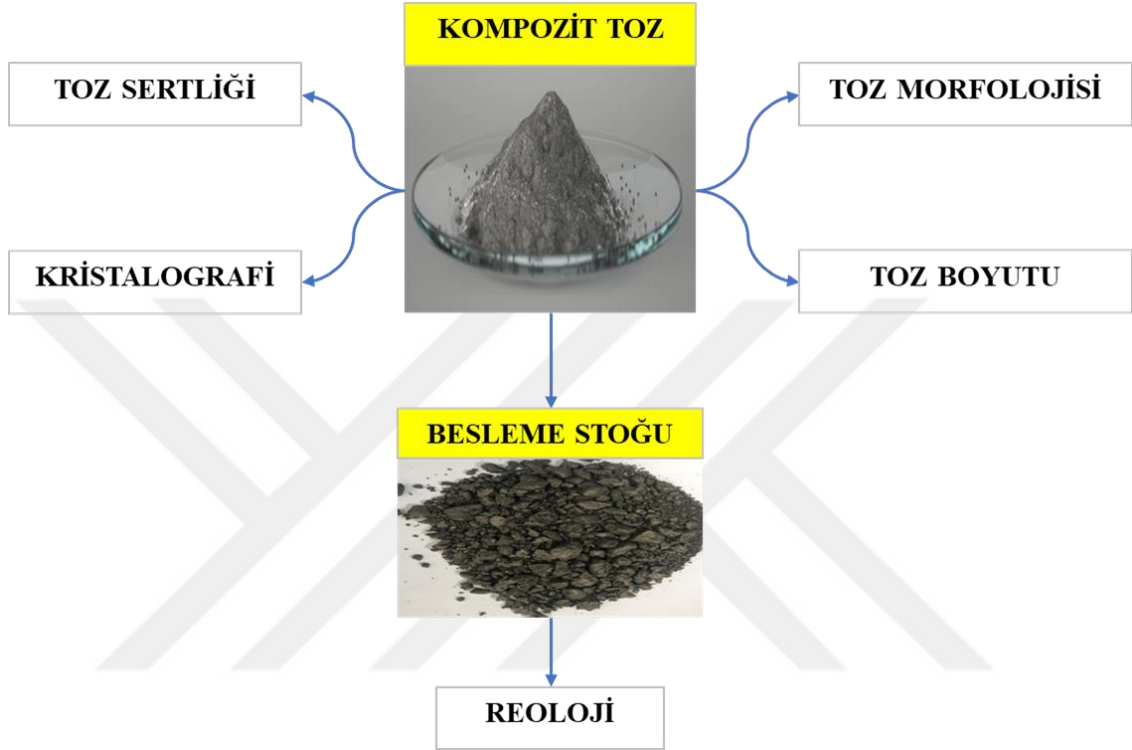 KOMPOZİT TOZ
TOZ SERTLİĞİ
TOZ MORFOLOJİSİ
KRİSTALOGRAFİ
TOZ BOYUTU
BESLEME STOĞU
REOLOJİ